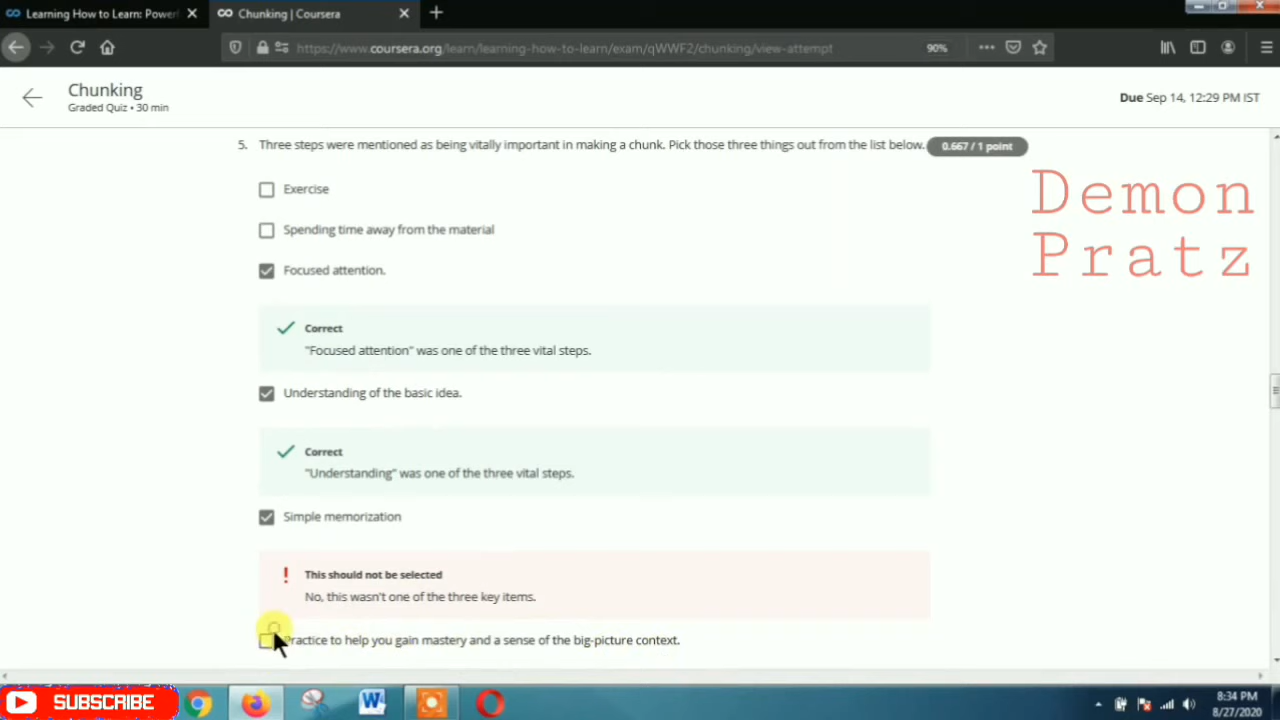 Learning How to Learn: Powerf
Chunking | Coursera
https://www.coursera.org/learn/learning-how-to-learn/exam/qWWF2/chunking/view-attempt
90%
Chunking
Graded Quiz • 30 min
Due Sep 14, 12:29 PM IST
5. Three steps were mentioned as being vitally important in making a chunk. Pick those three things out from the list below.
0.667 / 1 point
Exercise
Spending time away from the material
Focused attention.
Correct
"Focused attention" was one of the three vital steps.
Understanding of the basic idea.
Correct
"Understanding" was one of the three vital steps.
Simple memorization
This should not be selected
No, this wasn't one of the three key items.
Practice to help you gain mastery and a sense of the big-picture context.
Demon
Pratz
SUBSCRIBE
8:34 PM
8/27/2020